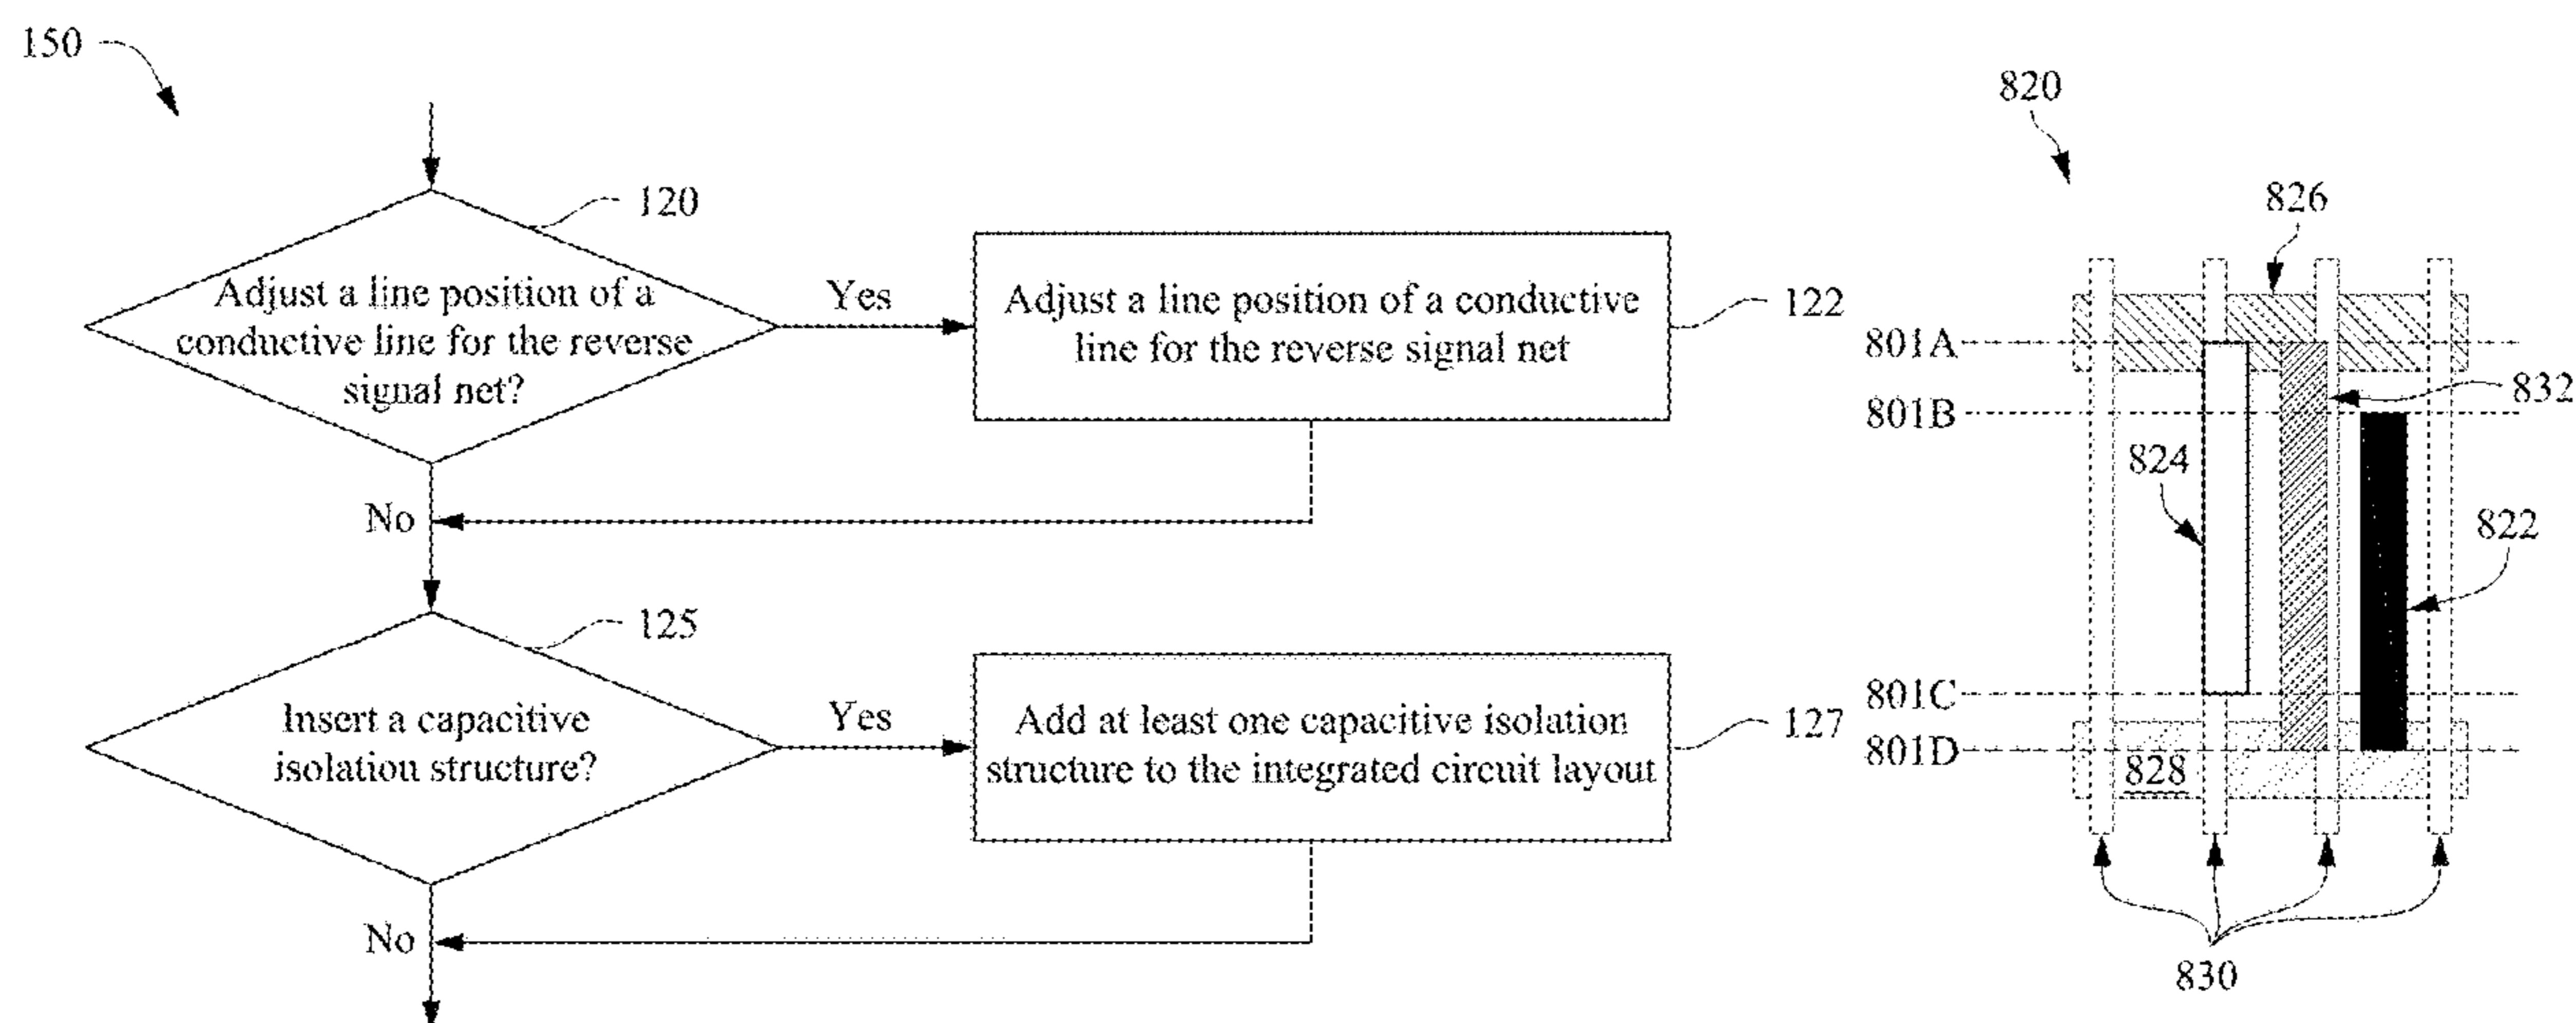 150
120
Adjust a line position of a
conductive line for the reverse
signal net?
Yes
Adjust a line position of a conductive
line for the reverse signal net
122
No
125
Insert a capacitive
isolation structure?
Yes
Add at least one capacitive isolation
structure to the integrated circuit layout
127
No
820
826
801A
832
801B
824
822
801C
801D
828
830